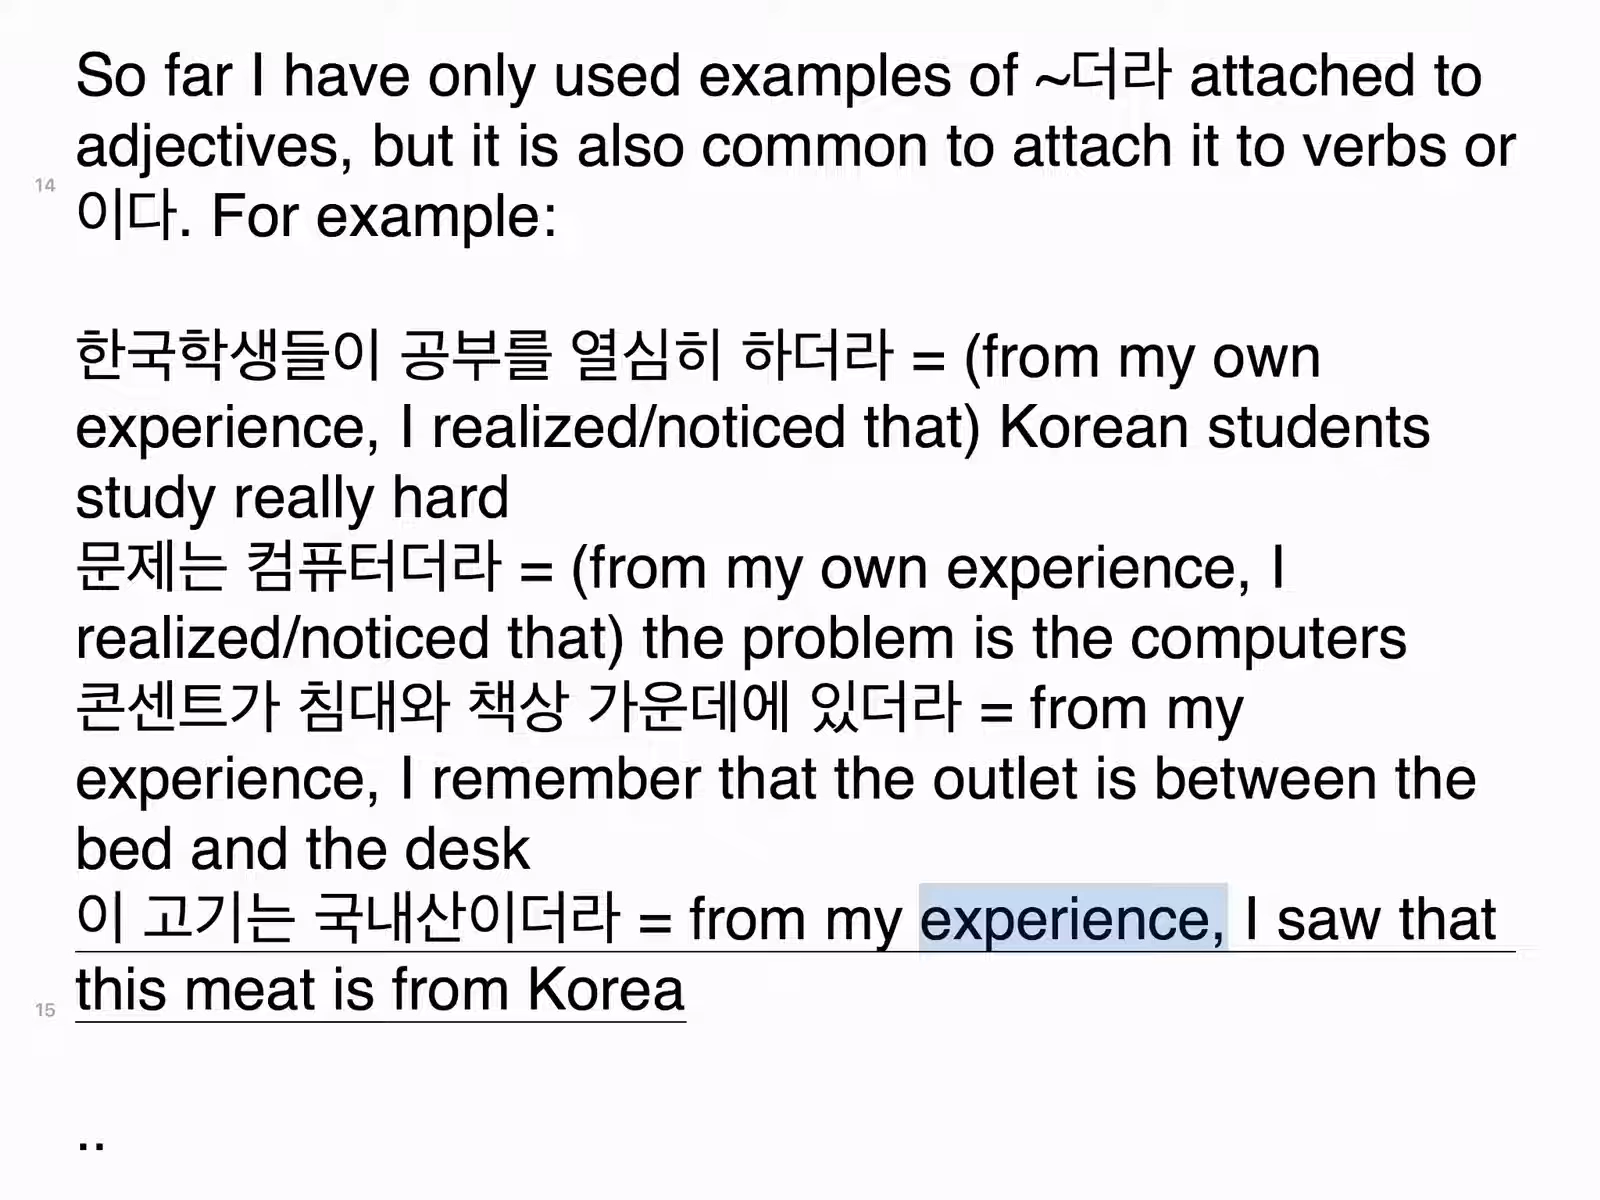 So far I have only used examples of ~더라 attached to
adjectives, but it is also common to attach it to verbs or
14
이다. For example:
한국학생들이 공부를 열심히 하더라 = (from my own
experience, I realized/noticed that) Korean students
study really hard
문제는 컴퓨터더라 = (from my own experience, I
realized/noticed that) the problem is the computers
콘센트가 침대와 책상 가운데에 있더라 = from my
experience, I remember that the outlet is between the
bed and the desk
이 고기는 국내산이더라 = from my experience, I saw that
this meat is from Korea
15
..